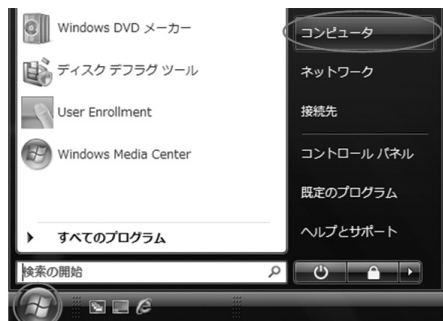 Windows DVD メーカー
ディスク デフラグ ツール
User Enrollment
Windows Media Center
すべてのプログラム
検索の開始
コンピュータ
ネットワーク
接続先
コントロール パネル
既定のプログラム
ヘルプとサポート